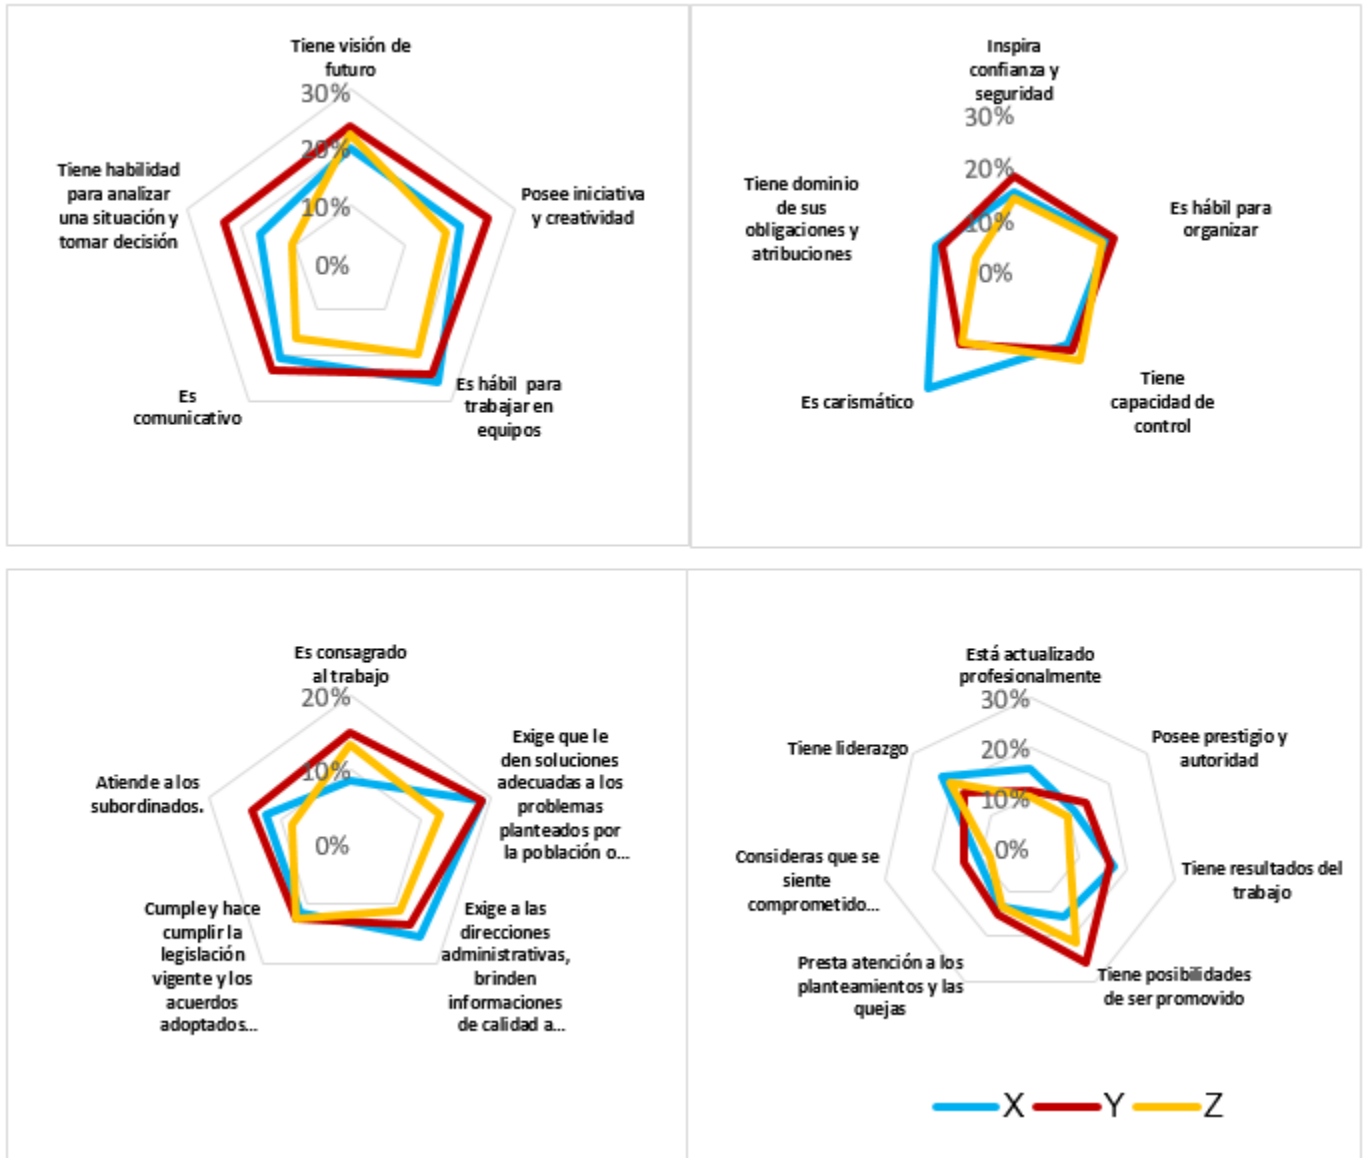 Tiene visión de
futuro
30%
20%
10%
0%
Posee iniciativa
y creatividad
Es hábil para
trabajar en
equipos
Es
comunicativo
Tiene habilidad
para analizar
una situación y
tomar decisión
Inspira
confianza y
seguridad
30%
20%
10%
0%
Es hábil para
organizar
Tiene
capacidad de
control
Es carismático
Tiene dominio
de sus
obligaciones y
atribuciones
Es consagrado
al trabajo
20%
10%
0%
Exige que le
den soluciones
adecuadas a los
problemas
planteados por
la población o...
Exige a las
direcciones
administrativas,
brinden
informaciones
de calidad a...
Cumple y hace
cumplir la
legislación
vigente y los
acuerdos
adoptados...
Atiende a los
subordinados.
Está actualizado
profesionalmente
30%
20%
10%
0%
Posee prestigio y
autoridad
Tiene resultados del
trabajo
Tiene posibilidades
de ser promovido
Presta atención a los
planteamientos y las
quejas
Consideras que se
siente
comprometido...
Tiene liderazgo
X Y Z